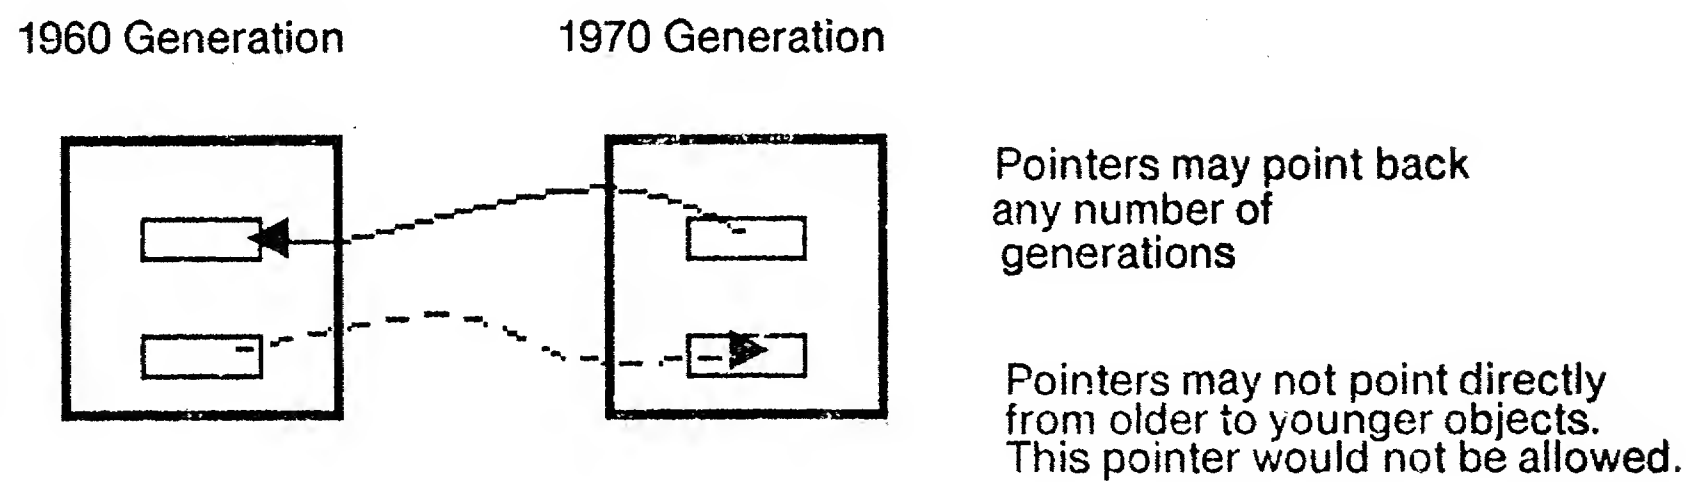 1960 Generation
1970 Generation
Pointers may point back
any number of
generations
Pointers may not point directly
from older to younger objects.
This pointer would not be allowed.